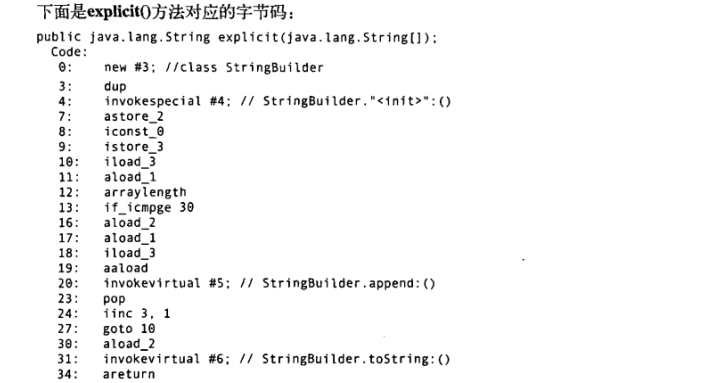 下面是explicit()方法对应的字节码：
public java.lang.String explicit(java.lang.String[]);
Code:
0: new #3; //class StringBuilder
3: dup
4: invokespecial #4; // StringBuilder."<init>":()
7: astore_2
8: iconst_0
9: istore_3
10: iload_3
11: aload_1
12: arraylength
13: if_icmpge 30
16: aload_2
17: aload_1
18: iload_3
19: aaload
20: invokevirtual #5; // StringBuilder.append:()
23: pop
24: iinc 3, 1
27: goto 10
30: aload_2
31: invokevirtual #6; // StringBuilder.toString:()
34: areturn